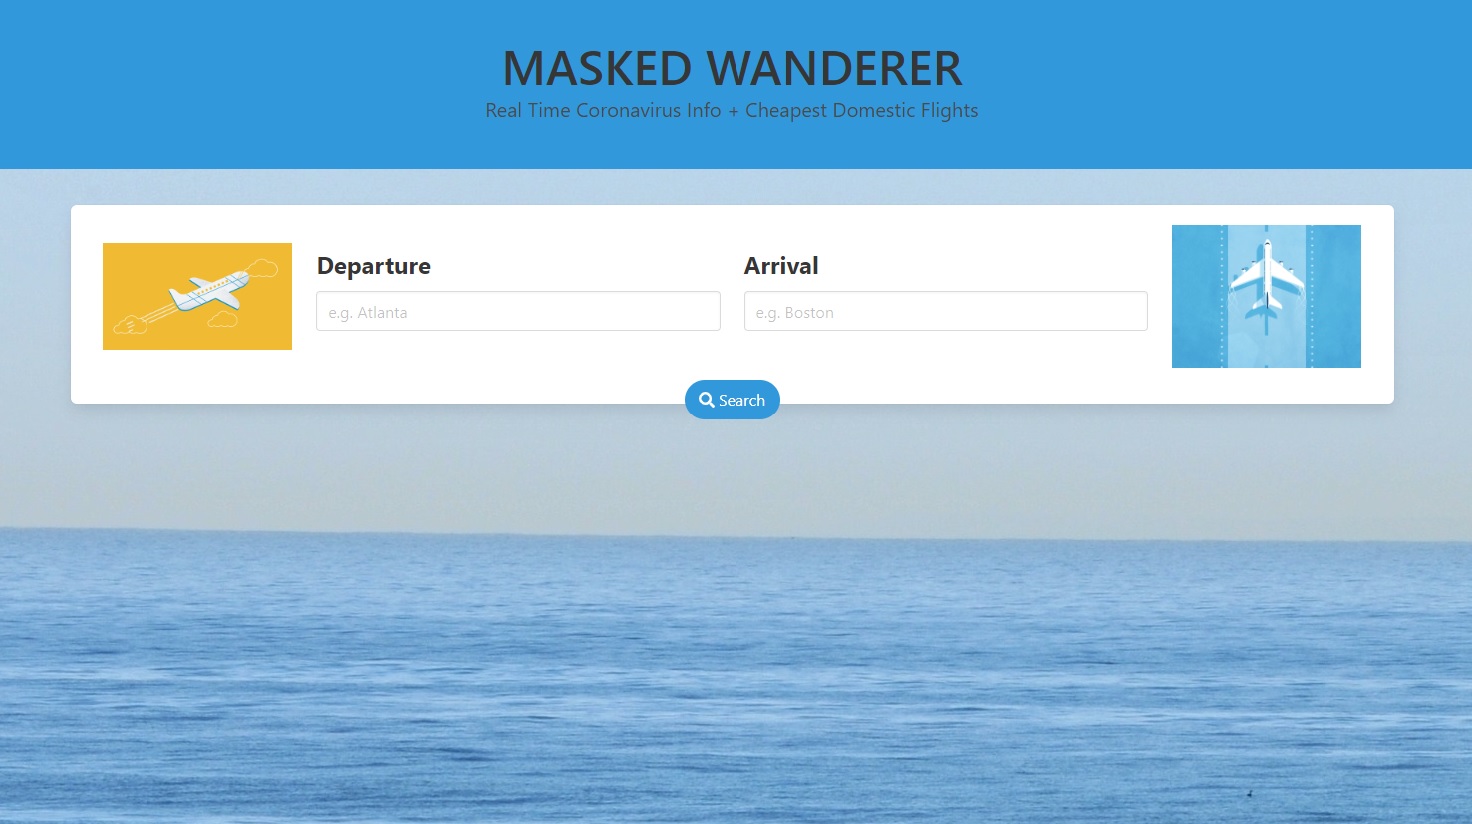 MASKED WANDERER
Real Time Coronavirus Info + Cheapest Domestic Flights
Departure
Arrival
e.g. Atlanta
e.g. Boston
Search